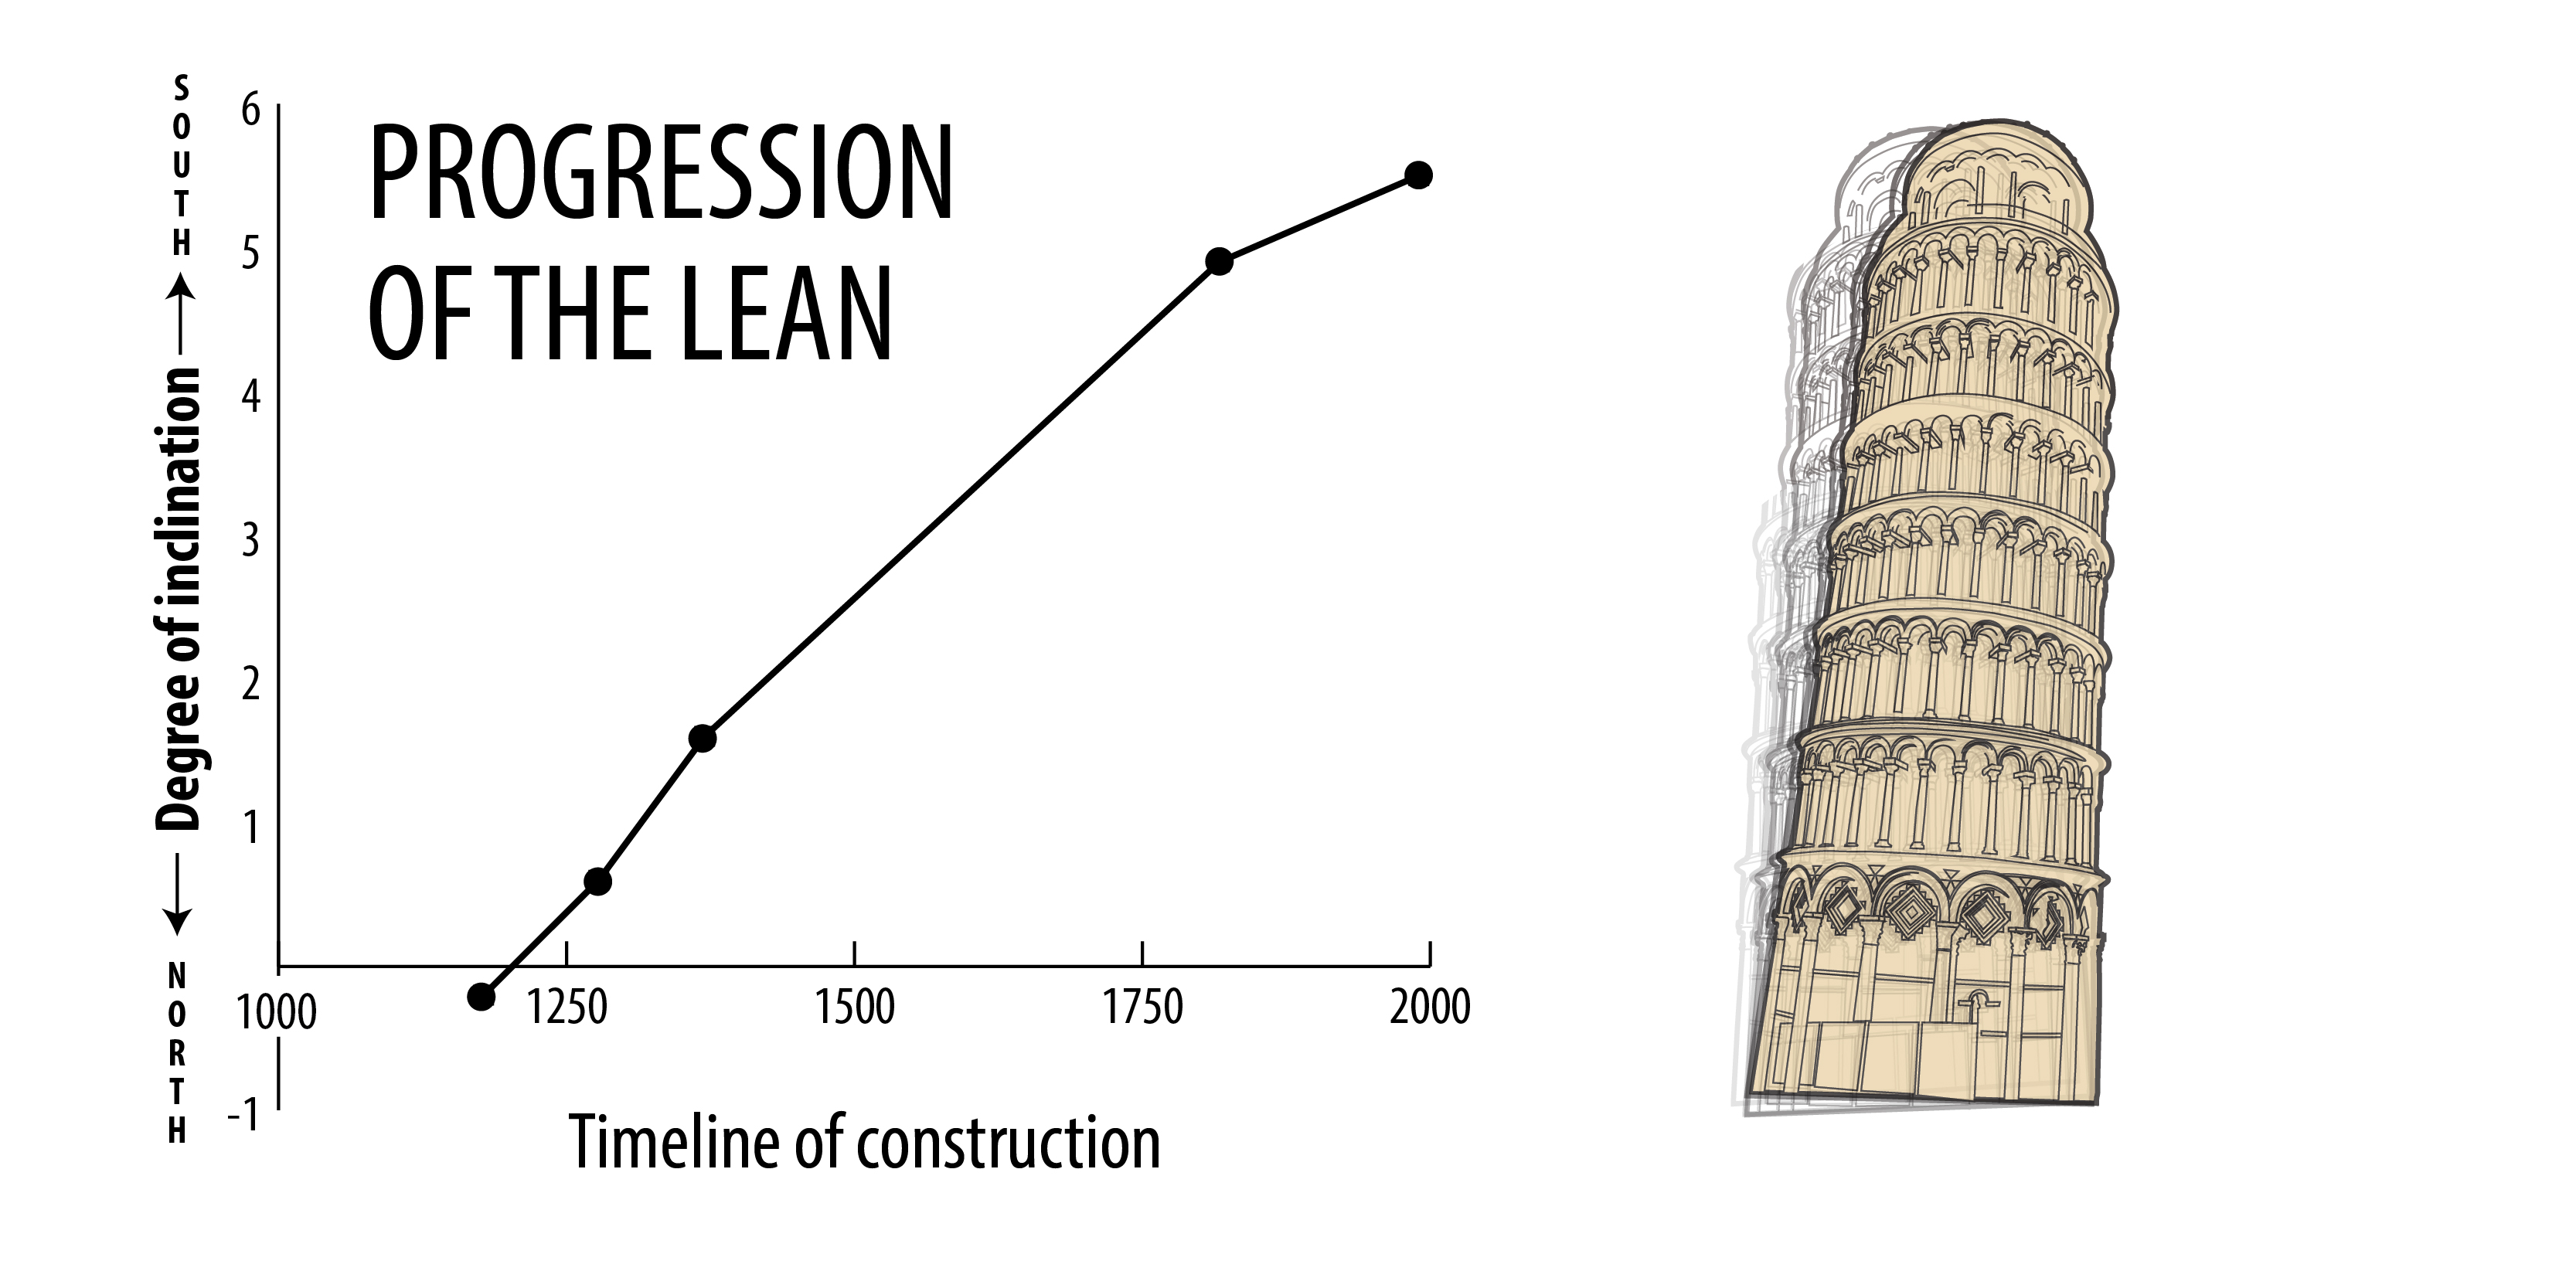 PROGRESSION
OF THE LEAN
SOUTH
Degree of inclination
NORTH
6
5
4
3
2
1
-1
1000
1250
1500
1750
2000
Timeline of construction